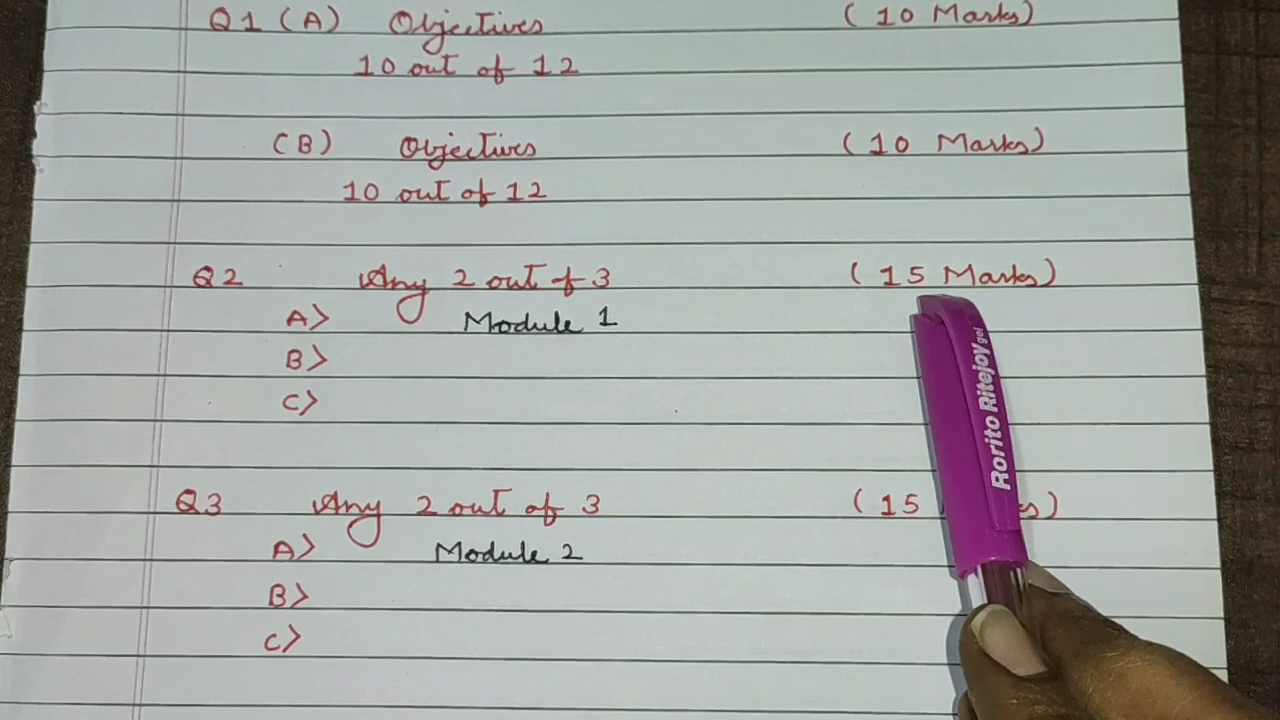 Q1 (A) Objectives (10 Marks)
10 out of 12
(B) Objectives (10 Marks)
10 out of 12
Q2 Any 2 out of 3 (15 Marks)
A> Module 1
B>
C>
Q3 Any 2 out of 3 (15 s)
A> Module 2
B>
C>
Rorito Ritejoy gel